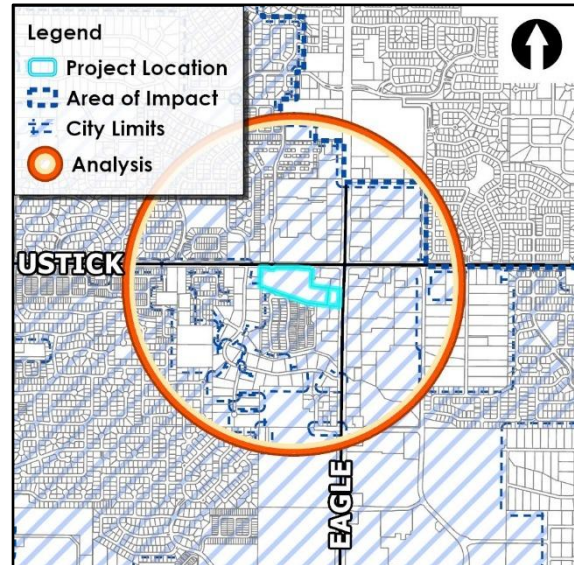 Legend
Project Location
Area of Impact
City Limits
Analysis
USTICK
EAGLE